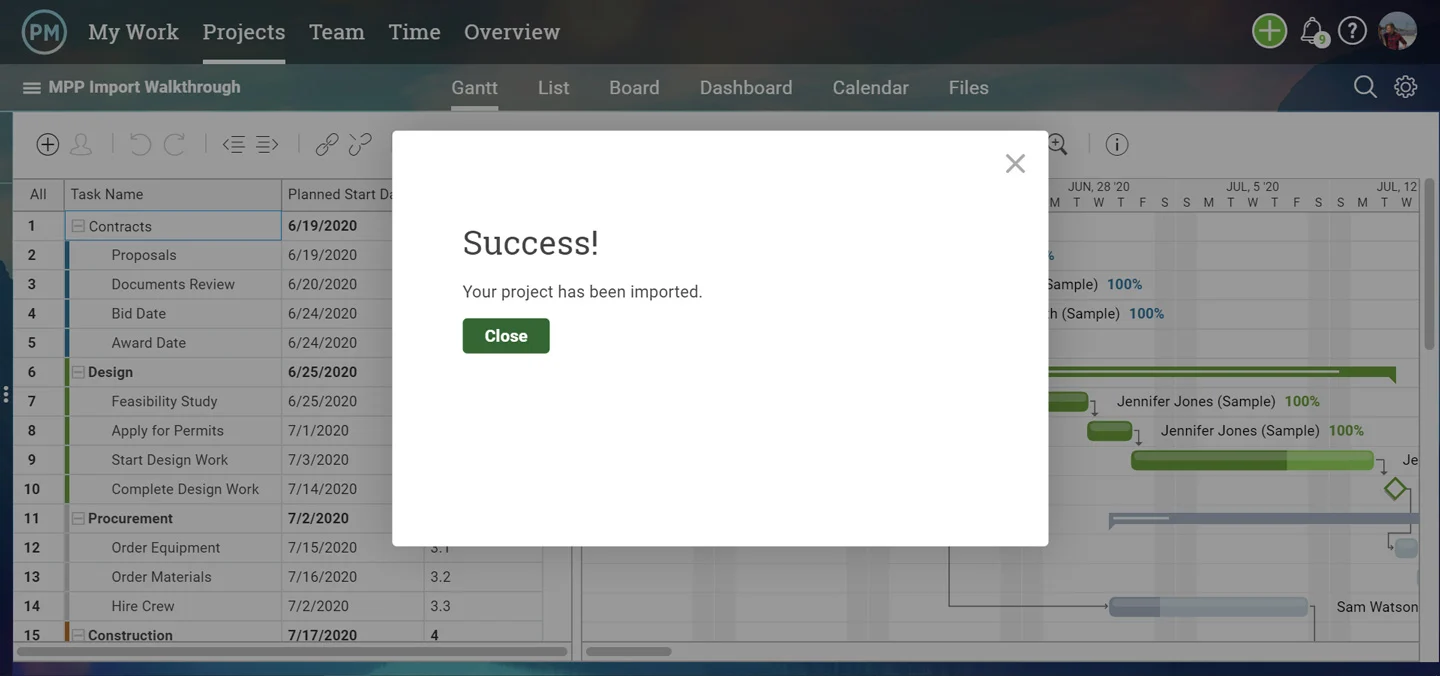 PM My Work Projects Team Time Overview
9 ?
MPP Import Walkthrough Gantt List Board Dashboard Calendar Files
All Task Name Planned Start Da JUN, 28 '20 JUL, 5 '20 JUL, 12
M T W T F S S M T W T F S S M T W
Success!
Your project has been imported.
Close
1 Contracts 6/19/2020
2 Proposals 6/19/2020 %
3 Documents Review 6/20/2020 Sample) 100%
4 Bid Date 6/24/2020 th (Sample) 100%
5 Award Date 6/24/2020
6 Design 6/25/2020
7 Feasibility Study 6/25/2020 Jennifer Jones (Sample) 100%
8 Apply for Permits 7/1/2020 Jennifer Jones (Sample) 100%
9 Start Design Work 7/3/2020 Je
10 Complete Design Work 7/14/2020
11 Procurement 7/2/2020
12 Order Equipment 7/15/2020 3.1
13 Order Materials 7/16/2020 3.2
14 Hire Crew 7/2/2020 3.3 Sam Watson
15 Construction 7/17/2020 4